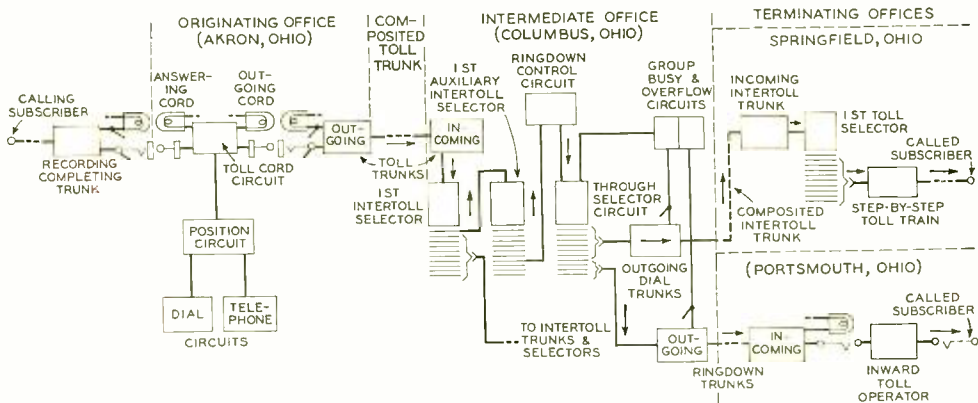 ORIGINATING OFFICE
(AKRON, OHIO)
COM-
POSITED
TOLL
TRUNK
INTERMEDIATE OFFICE
(COLUMBUS, OHIO)
TERMINATING OFFICES
SPRINGFIELD, OHIO
CALLING
SUBSCRIBER
ANSWER-
ING
CORD
OUT-
GOING
CORD
RECORDING
COMPLETING
TRUNK
TOLL CORD
CIRCUIT
POSITION
CIRCUIT
DIAL
TELE-
PHONE
CIRCUITS
OUT-
GOING
TOLL
TRUNKS
IN-
COMING
1ST
AUXILIARY
INTERTOLL
SELECTOR
1ST
INTERTOLL
SELECTOR
RINGDOWN
CONTROL
CIRCUIT
GROUP
BUSY &
OVERFLOW
CIRCUITS
THROUGH
SELECTOR
CIRCUIT
OUTGOING
DIAL
TRUNKS
TO INTERTOLL
TRUNKS &
SELECTORS
OUT-
GOING
RINGDOWN
TRUNKS
INCOMING
INTERTOLL
TRUNK
1ST TOLL
SELECTOR
CALLED
SUBSCRIBER
COMPOSITED
INTERTOLL
TRUNK
STEP-BY-STEP
TOLL TRAIN
(PORTSMOUTH, OHIO)
IN-
COMING
CALLED
SUBSCRIBER
INWARD
TOLL
OPERATOR